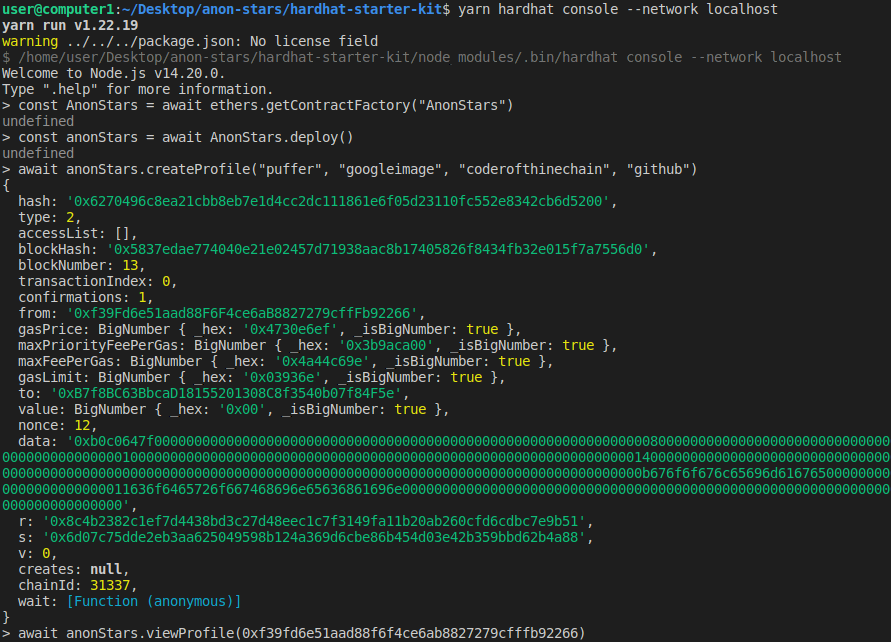 user@computer1:~/Desktop/anon-stars/hardhat-starter-kit$ yarn hardhat console --network localhost
yarn run v1.22.19
warning ../../../package.json: No license field
$ /home/user/Desktop/anon-stars/hardhat-starter-kit/node_modules/.bin/hardhat console --network localhost
Welcome to Node.js v14.20.0.
Type ".help" for more information.
> const AnonStars = await ethers.getContractFactory("AnonStars")
undefined
> const anonStars = await AnonStars.deploy()
undefined
> await anonStars.createProfile("puffer", "googleimage", "coderofthinechain", "github")
{
hash: '0x6270496c8ea21cbb8eb7e1d4cc2dc111861e6f05d23110fc552e8342cb6d5200',
type: 2,
accessList: [],
blockHash: '0x5837edae774040e21e02457d71938aac8b17405826f8434fb32e015f7a7556d0',
blockNumber: 13,
transactionIndex: 0,
confirmations: 1,
from: '0xf39Fd6e51aad88F6F4ce6aB8827279cffFb92266',
gasPrice: BigNumber { _hex: '0x4730e6ef', _isBigNumber: true },
maxPriorityFeePerGas: BigNumber { _hex: '0x3b9aca00', _isBigNumber: true },
maxFeePerGas: BigNumber { _hex: '0x4a44c69e', _isBigNumber: true },
gasLimit: BigNumber { _hex: '0x03936e', _isBigNumber: true },
to: '0xB7f8BC63BbcaD18155201308C8f3540b07f84F5e',
value: BigNumber { _hex: '0x00', _isBigNumber: true },
nonce: 12,
data: '0xb0c0647f00000000000000000000000000000000000000000000000000000000000000800000000000000000000000000000
000000000000000100000000000000000000000000000000000000000000000000000000000000140000000000000000000000000000000
00000000000000000000000000000000000000000000000000000000000000000000000000000000b676f6f676c65696d61676500000000
0000000000000011636f6465726f667468696e65636861696e0000000000000000000000000000000000000000000000000000000000000
000000000000000',
r: '0x8c4b2382c1ef7d4438bd3c27d48eec1c7f3149fa11b20ab260cfd6cdbc7e9b51',
s: '0x6d07c75dde2eb3aa625049598b124a369d6cbe86b454d03e42b359bbd62b4a88',
v: 0,
creates: null,
chainId: 31337,
wait: [Function (anonymous)]
}
> await anonStars.viewProfile(0xf39fd6e51aad88f6f4ce6ab8827279cfffb92266)